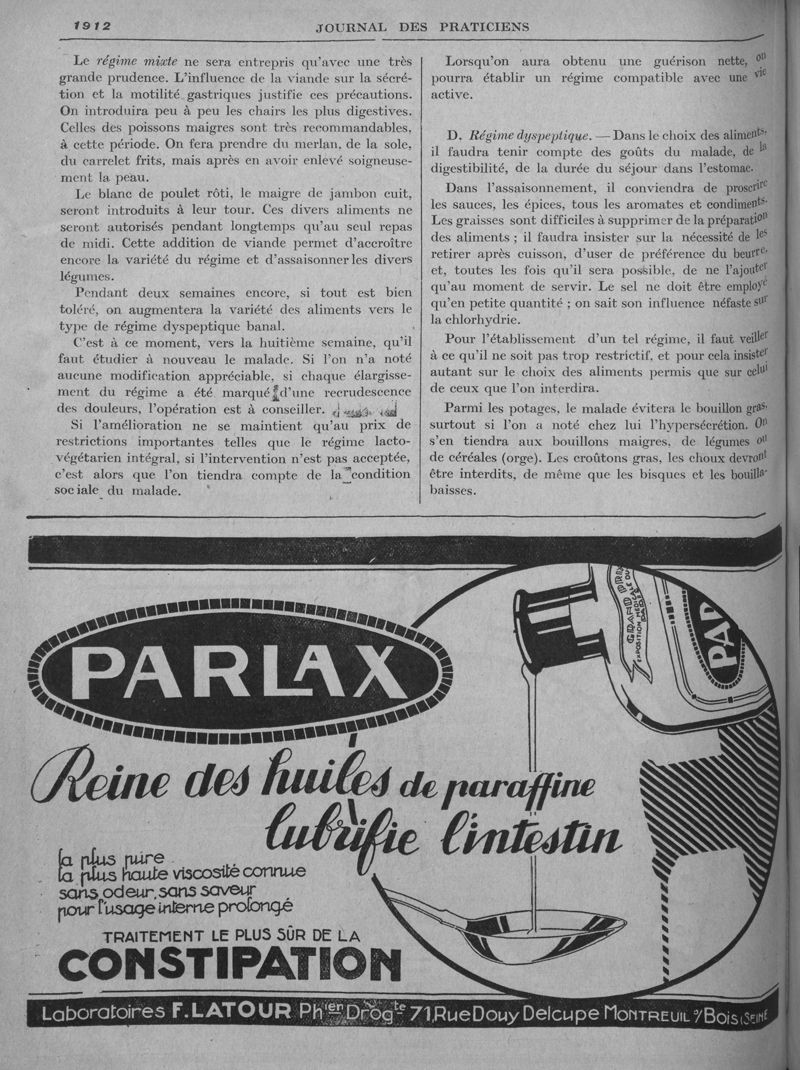 1912
JOURNAL DES PRATICIENS
Le régime mixte ne sera entrepris qu'avec une très
grande prudence. L'influence de la viande sur la sécré-
tion et la motilité gastriques justifie ces précautions.
On introduira peu à peu les chairs les plus digestives.
Celles des poissons maigres sont très recommandables,
à cette période. On fera prendre du merlan, de la sole,
du carrelet frits, mais après en avoir enlevé soigneuse-
ment la peau.
Le blanc de poulet rôti, le maigre de jambon cuit,
seront introduits à leur tour. Ces divers aliments ne
seront autorisés pendant longtemps qu'au seul repas
de midi. Cette addition de viande permet d'accroître
encore la variété du régime et d'assaisonner les divers
légumes.
Pendant deux semaines encore, si tout est bien
toléré, on augmentera la variété des aliments vers le
type de régime dyspeptique banal.
C'est à ce moment, vers la huitième semaine, qu'il
faut étudier à nouveau le malade. Si l'on n'a noté
aucune modification appréciable, si chaque élargisse-
ment du régime a été marqué d'une recrudescence
des douleurs, l'opération est à conseiller.
Si l'amélioration ne se maintient qu'au prix de
restrictions importantes telles que le régime lacto-
végétarien intégral, si l'intervention n'est pas acceptée,
c'est alors que l'on tiendra compte de la condition
sociale du malade.
Lorsqu'on aura obtenu une guérison nette, on
pourra établir un régime compatible avec une vie
active.
D. Régime dyspeptique. — Dans le choix des aliments,
il faudra tenir compte des goûts du malade, de la
digestibilité, de la durée du séjour dans l'estomac.
Dans l'assaisonnement, il conviendra de proscrire
les sauces, les épices, tous les aromates et condiments.
Les graisses sont difficiles à supprimer de la préparation
des aliments ; il faudra insister sur la nécessité de les
retirer après cuisson, d'user de préférence du beurre,
et, toutes les fois qu'il sera possible, de ne l'ajouter
qu'au moment de servir. Le sel ne doit être employé
qu'en petite quantité ; on sait son influence néfaste sur
la chlorhydrie.
Pour l'établissement d'un tel régime, il faut veiller
à ce qu'il ne soit pas trop restrictif, et pour cela insister
autant sur le choix des aliments permis que sur celui
de ceux que l'on interdira.
Parmi les potages, le malade évitera le bouillon gras,
surtout si l'on a noté chez lui l'hypersécrétion. On
s'en tiendra aux bouillons maigres, de légumes ou
de céréales (orge). Les croûtons gras, les choux devront
être interdits, de même que les bisques et les bouilla-
baisses.
GRAND PRIX
EXPOSITION MEDICALE DU
PAR
PARLAX
Reine des huiles de paraffine
lubrifie l'intestin
la plus pure
la plus haute viscosité connue
sans odeur, sans saveur
pour l'usage interne prolongé
TRAITEMENT LE PLUS SÛR DE LA
CONSTIPATION
Laboratoires F. LATOUR Phien Drogte 71, Rue Douy Delcupe MONTREUIL s/Bois (SEINE